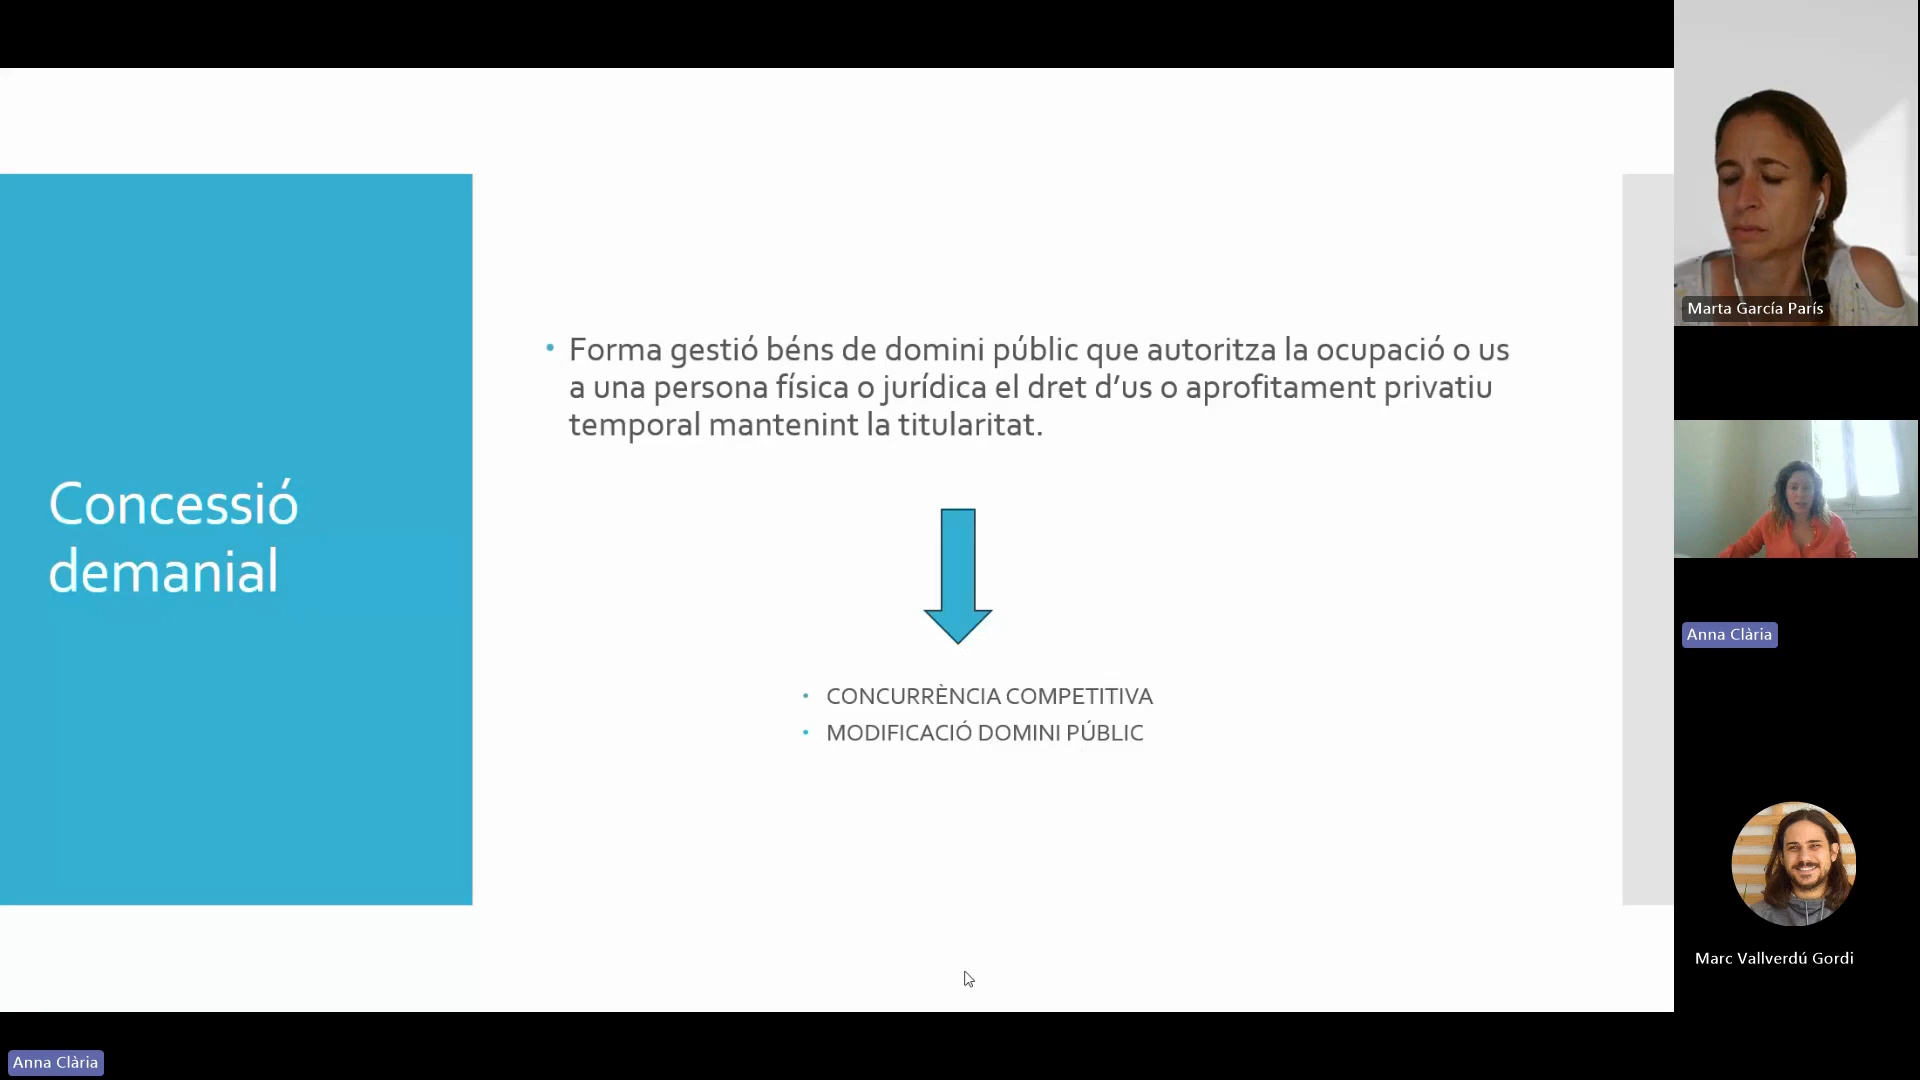 Concessió
demanial
• Forma gestió béns de domini públic que autoritza la ocupació o us
a una persona física o jurídica el dret d’us o aprofitament privatiu
temporal mantenint la titularitat.
• CONCURRÈNCIA COMPETITIVA
• MODIFICACIÓ DOMINI PÚBLIC
Marta García París
Anna Clària
Marc Vallverdú Gordi
Anna Clària